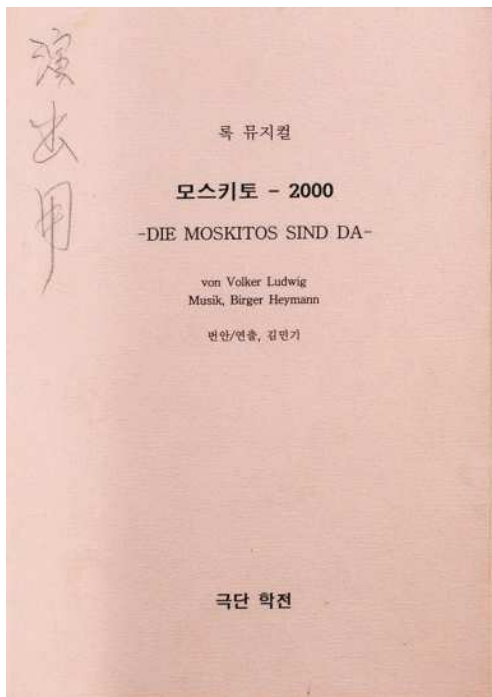 演出用
록 뮤지컬
모스키토 - 2000
-DIE MOSKITOS SIND DA-
von Volker Ludwig
Musik, Birger Heymann
번안/연출, 김민기
극단 학전